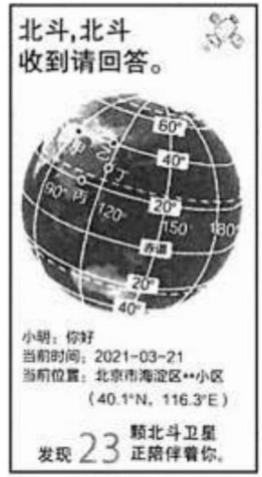 北斗,北斗
收到请回答。
60°
甲
乙
40°
丁
90°
丙
20°
120°
150
180°
赤道
20°
40°
小明：你好
当前时间：2021-03-21
当前位置：北京市海淀区**小区
（40.1°N，116.3°E）
发现 23 颗北斗卫星
正陪伴着你。